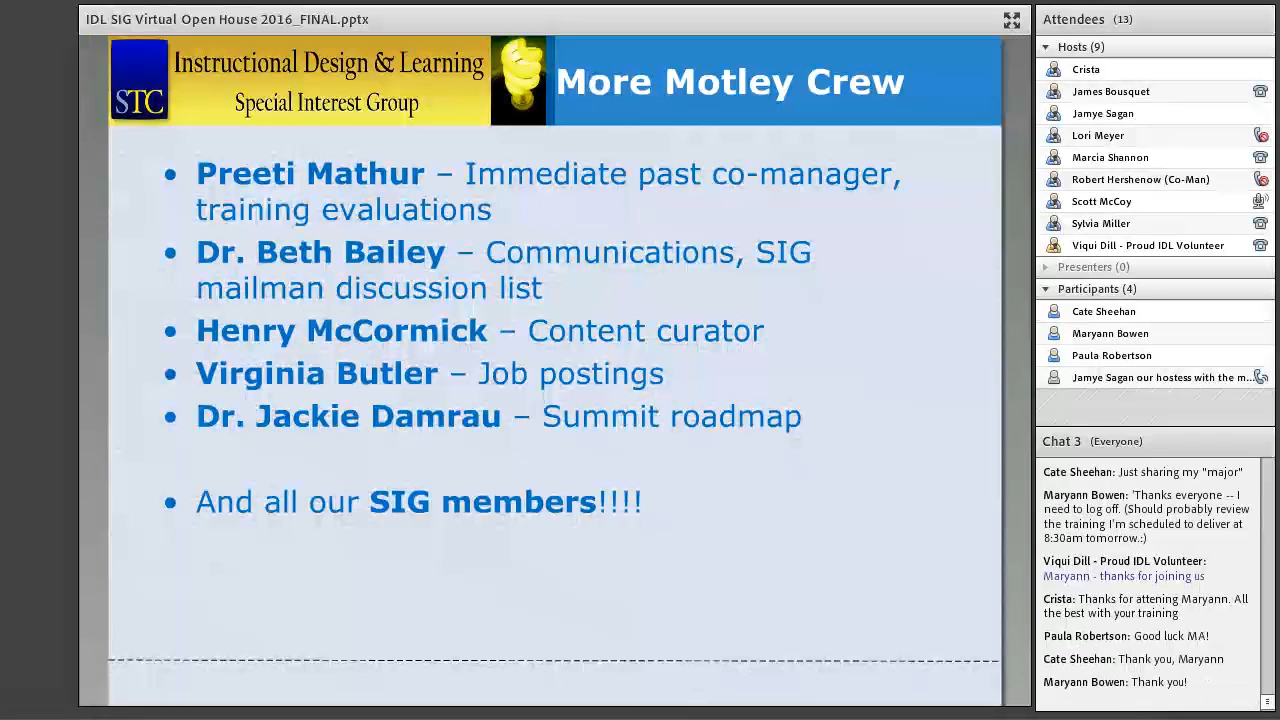 IDL SIG Virtual Open House 2016_FINAL.pptx
STC
Instructional Design & Learning
Special Interest Group
More Motley Crew
• Preeti Mathur – Immediate past co-manager,
training evaluations
• Dr. Beth Bailey – Communications, SIG
mailman discussion list
• Henry McCormick – Content curator
• Virginia Butler – Job postings
• Dr. Jackie Damrau – Summit roadmap
• And all our SIG members!!!!
Attendees (13)
Hosts (9)
Crista
James Bousquet
Jamye Sagan
Lori Meyer
Marcia Shannon
Robert Hershenow (Co-Man)
Scott McCoy
Sylvia Miller
Viqui Dill - Proud IDL Volunteer
Presenters (0)
Participants (4)
Cate Sheehan
Maryann Bowen
Paula Robertson
Jamye Sagan our hostess with the m...
Chat 3 (Everyone)
Cate Sheehan: Just sharing my "major"
Maryann Bowen: 'Thanks everyone -- I
need to log off. (Should probably review
the training I'm scheduled to deliver at
8:30am tomorrow.:)
Viqui Dill - Proud IDL Volunteer:
Maryann - thanks for joining us
Crista: Thanks for attening Maryann. All
the best with your training
Paula Robertson: Good luck MA!
Cate Sheehan: Thank you, Maryann
Maryann Bowen: Thank you!